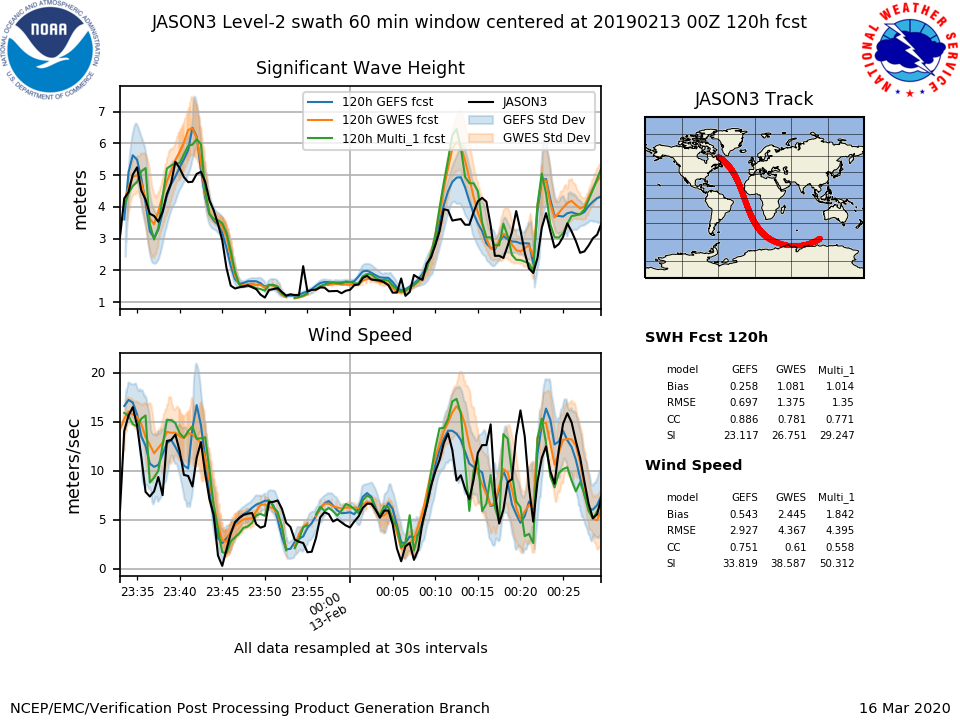 JASON3 Level-2 swath 60 min window centered at 20190213 00Z 120h fcst
NOAA
NATIONAL OCEANIC AND ATMOSPHERIC ADMINISTRATION
U.S. DEPARTMENT OF COMMERCE
NATIONAL WEATHER SERVICE
Significant Wave Height
120h GEFS fcst
120h GWES fcst
120h Multi_1 fcst
JASON3
GEFS Std Dev
GWES Std Dev
meters
7
6
5
4
3
2
1
JASON3 Track
Wind Speed
meters/sec
20
15
10
5
0
23:35 23:40 23:45 23:50 23:55 00:00 00:05 00:10 00:15 00:20 00:25
13-Feb
All data resampled at 30s intervals
SWH Fcst 120h
model GEFS GWES Multi_1
Bias 0.258 1.081 1.014
RMSE 0.697 1.375 1.35
CC 0.886 0.781 0.771
SI 23.117 26.751 29.247
Wind Speed
model GEFS GWES Multi_1
Bias 0.543 2.445 1.842
RMSE 2.927 4.367 4.395
CC 0.751 0.61 0.558
SI 33.819 38.587 50.312
NCEP/EMC/Verification Post Processing Product Generation Branch
16 Mar 2020